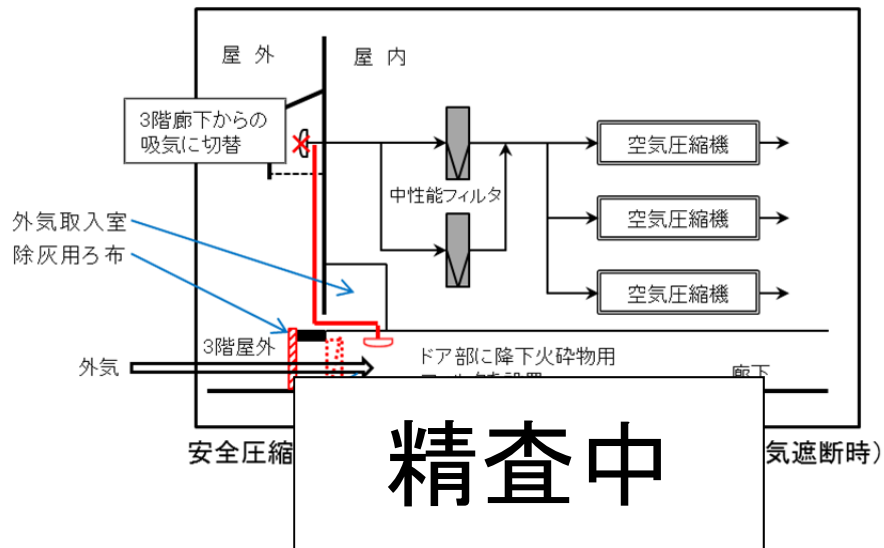 屋 外
屋 内
3階廊下からの
吸気に切替
空気圧縮機
中性能フィルタ
空気圧縮機
外気取入室
除灰用ろ布
空気圧縮機
3階屋外
ドア部に降下火砕物用
外気
廊下
安全圧縮
気遮断時）
精査中